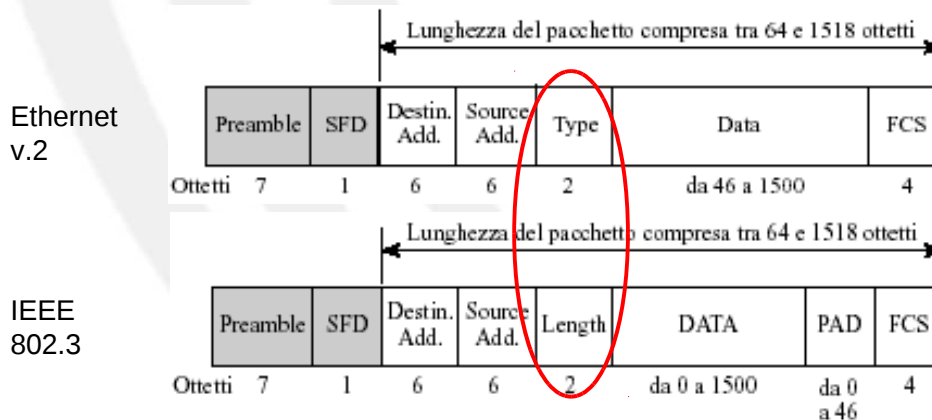 Lunghezza del pacchetto compresa tra 64 e 1518 ottetti
Ethernet
v.2
Preamble SFD Destin. Add. Source Add. Type Data FCS
Ottetti 7 1 6 6 2 da 46 a 1500 4
Lunghezza del pacchetto compresa tra 64 e 1518 ottetti
IEEE
802.3
Preamble SFD Destin. Add. Source Add. Length DATA PAD FCS
Ottetti 7 1 6 6 2 da 0 a 1500 da 0 a 46 4